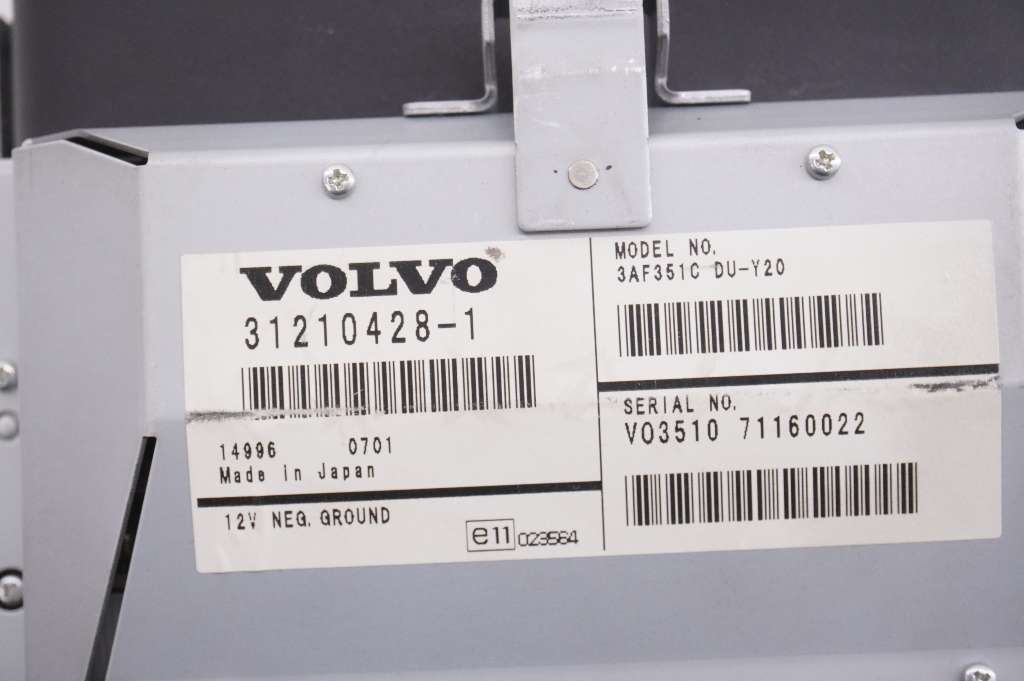 VOLVO
31210428-1
14996 0701
Made in Japan
12V NEG. GROUND
e11 023564
MODEL NO.
3AF351C DU-Y20
SERIAL NO.
V03510 71160022